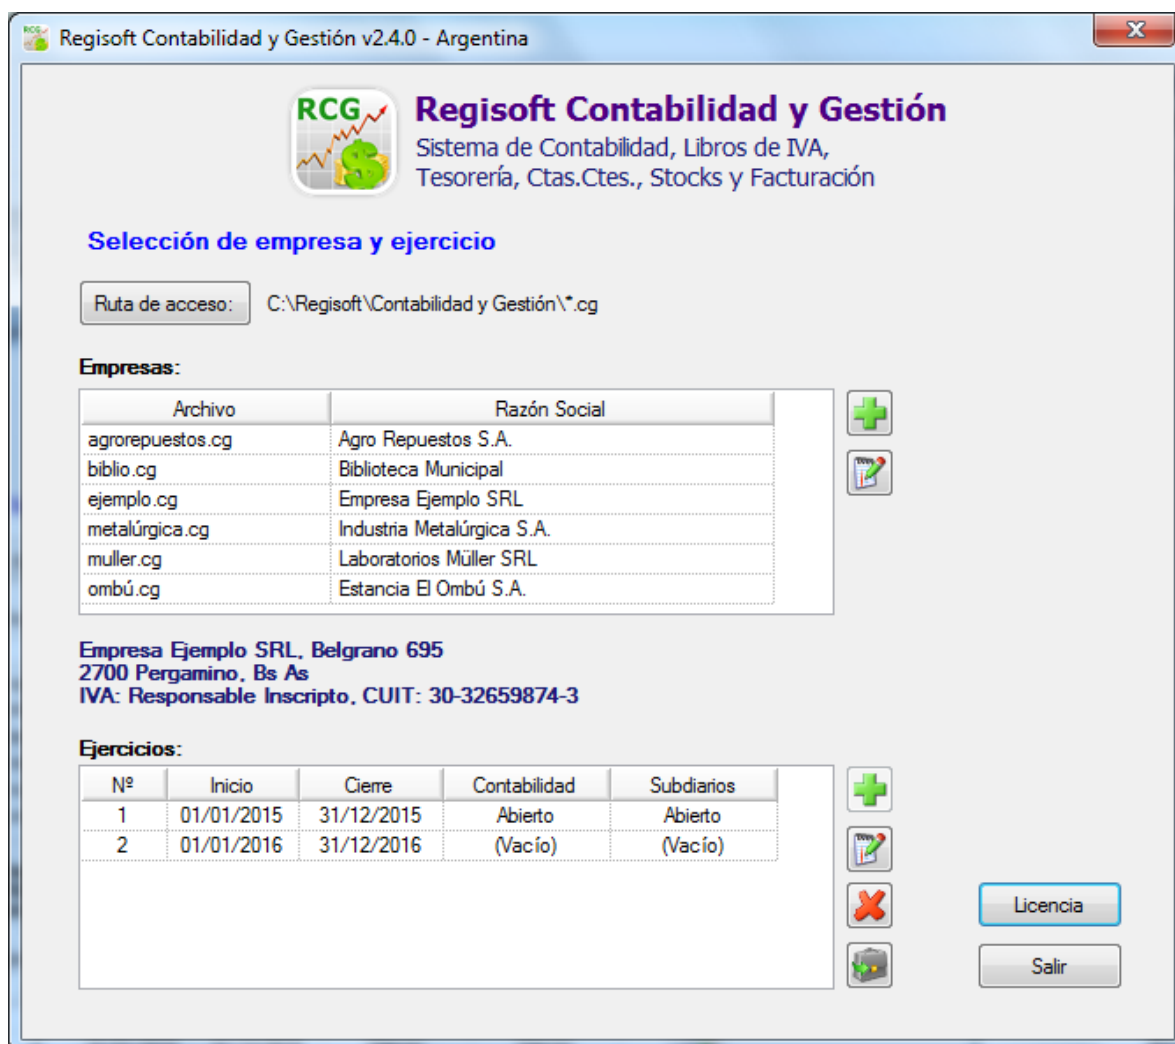 Regisoft Contabilidad y Gestión v2.4.0 - Argentina
RCG
Regisoft Contabilidad y Gestión
Sistema de Contabilidad, Libros de IVA,
Tesorería, Ctas.Ctes., Stocks y Facturación
Selección de empresa y ejercicio
Ruta de acceso: C:\Regisoft\Contabilidad y Gestión\*.cg
Empresas:
Archivo Razón Social
agrorepuestos.cg Agro Repuestos S.A.
biblio.cg Biblioteca Municipal
ejemplo.cg Empresa Ejemplo SRL
metalúrgica.cg Industria Metalúrgica S.A.
muller.cg Laboratorios Müller SRL
ombú.cg Estancia El Ombú S.A.
Empresa Ejemplo SRL, Belgrano 695
2700 Pergamino, Bs As
IVA: Responsable Inscripto, CUIT: 30-32659874-3
Ejercicios:
Nº Inicio Cierre Contabilidad Subdiarios
1 01/01/2015 31/12/2015 Abierto Abierto
2 01/01/2016 31/12/2016 (Vacío) (Vacío)
Licencia
Salir